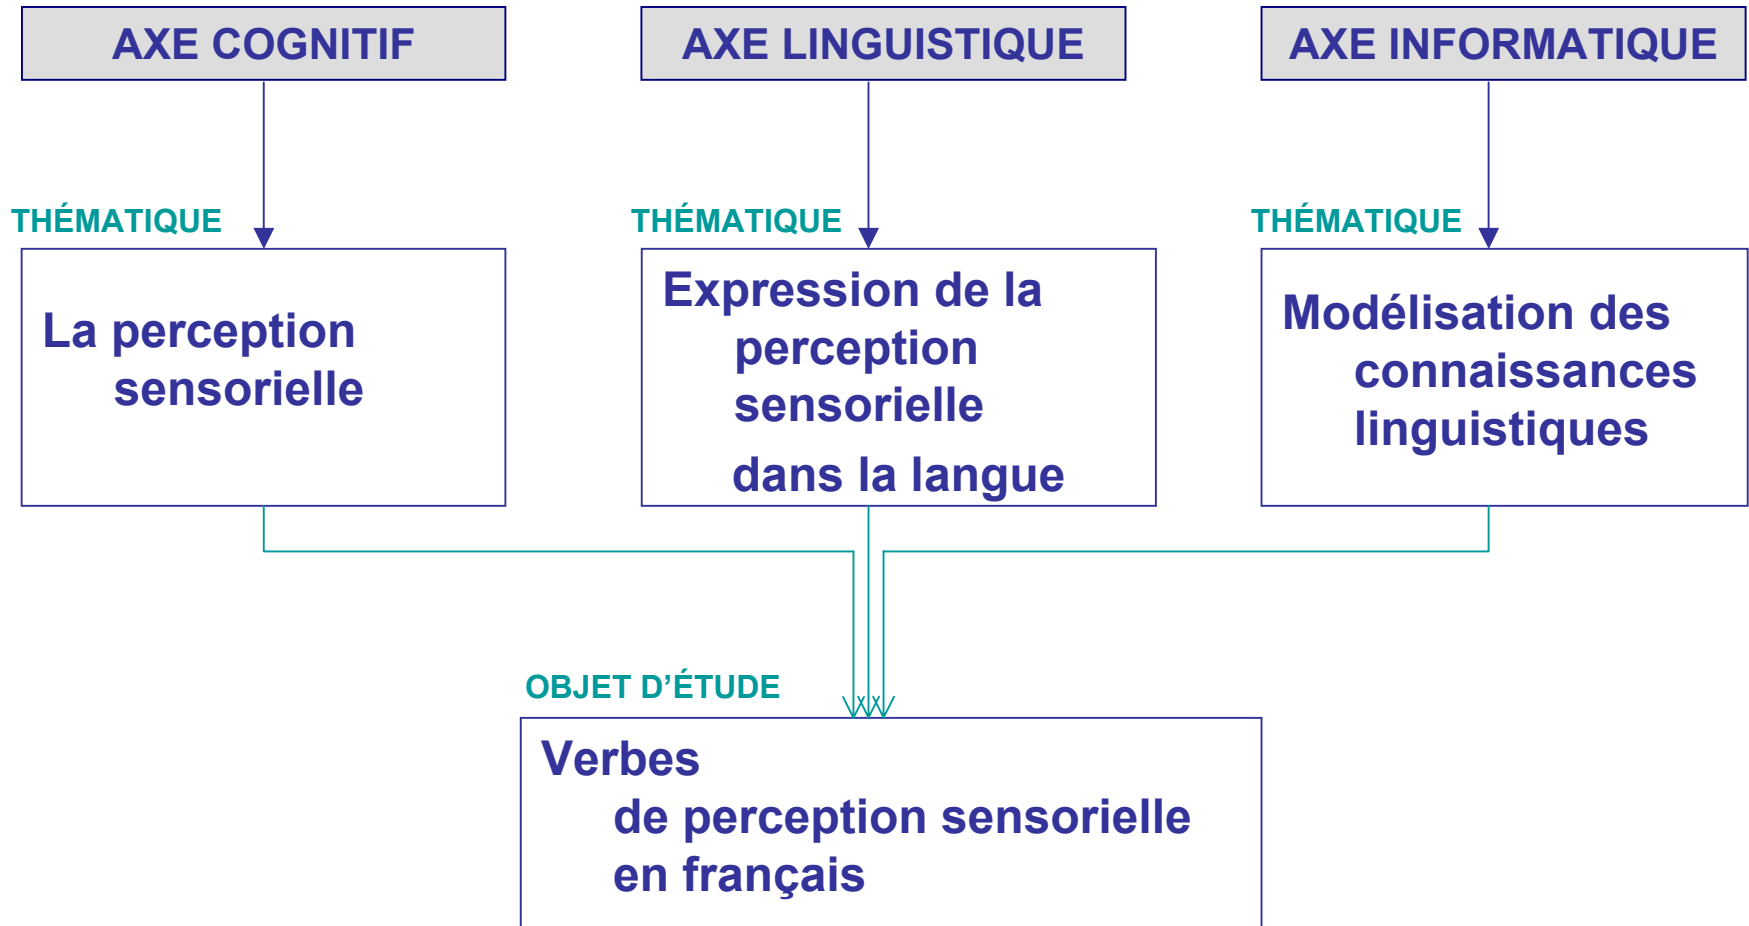 AXE COGNITIF
AXE LINGUISTIQUE
AXE INFORMATIQUE
THÉMATIQUE
THÉMATIQUE
THÉMATIQUE
La perception
sensorielle
Expression de la
perception
sensorielle
dans la langue
Modélisation des
connaissances
linguistiques
OBJET D’ÉTUDE
Verbes
de perception sensorielle
en français